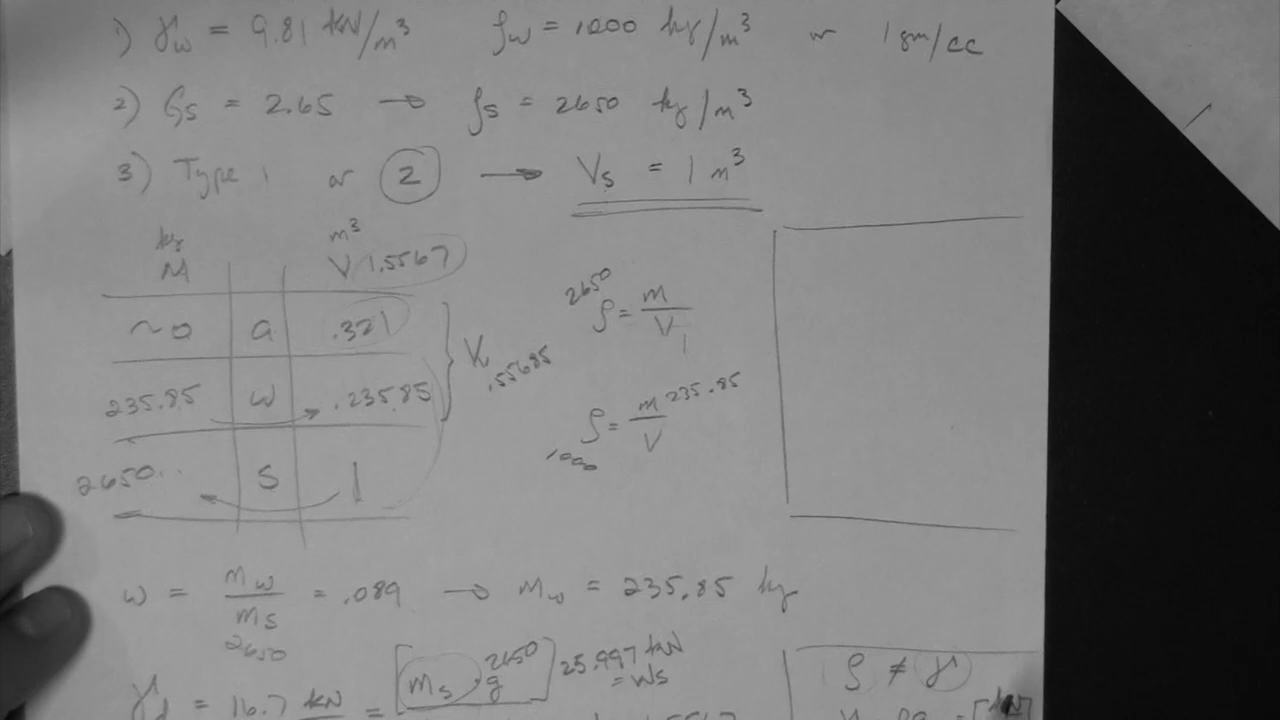 1) γw = 9.81 kN/m³ ρw = 1000 kg/m³ or 1 gm/cc
2) Gs = 2.65 → ρs = 2650 kg/m³
3) Type 1 or 2 → Vs = 1 m³
kg m³
M V 1.5567
~0 a .321
235.85 w .235.85
2650.. s 1
Vv .55685
2650 ρ = m/V 1
1000 ρ = m/V 235.85
w = mw/ms = .089 → Mw = 235.85 kg
2650
γd = 16.7 kN = [ms · g] 2650 25.997 kN = Ws
ρ ≠ γ